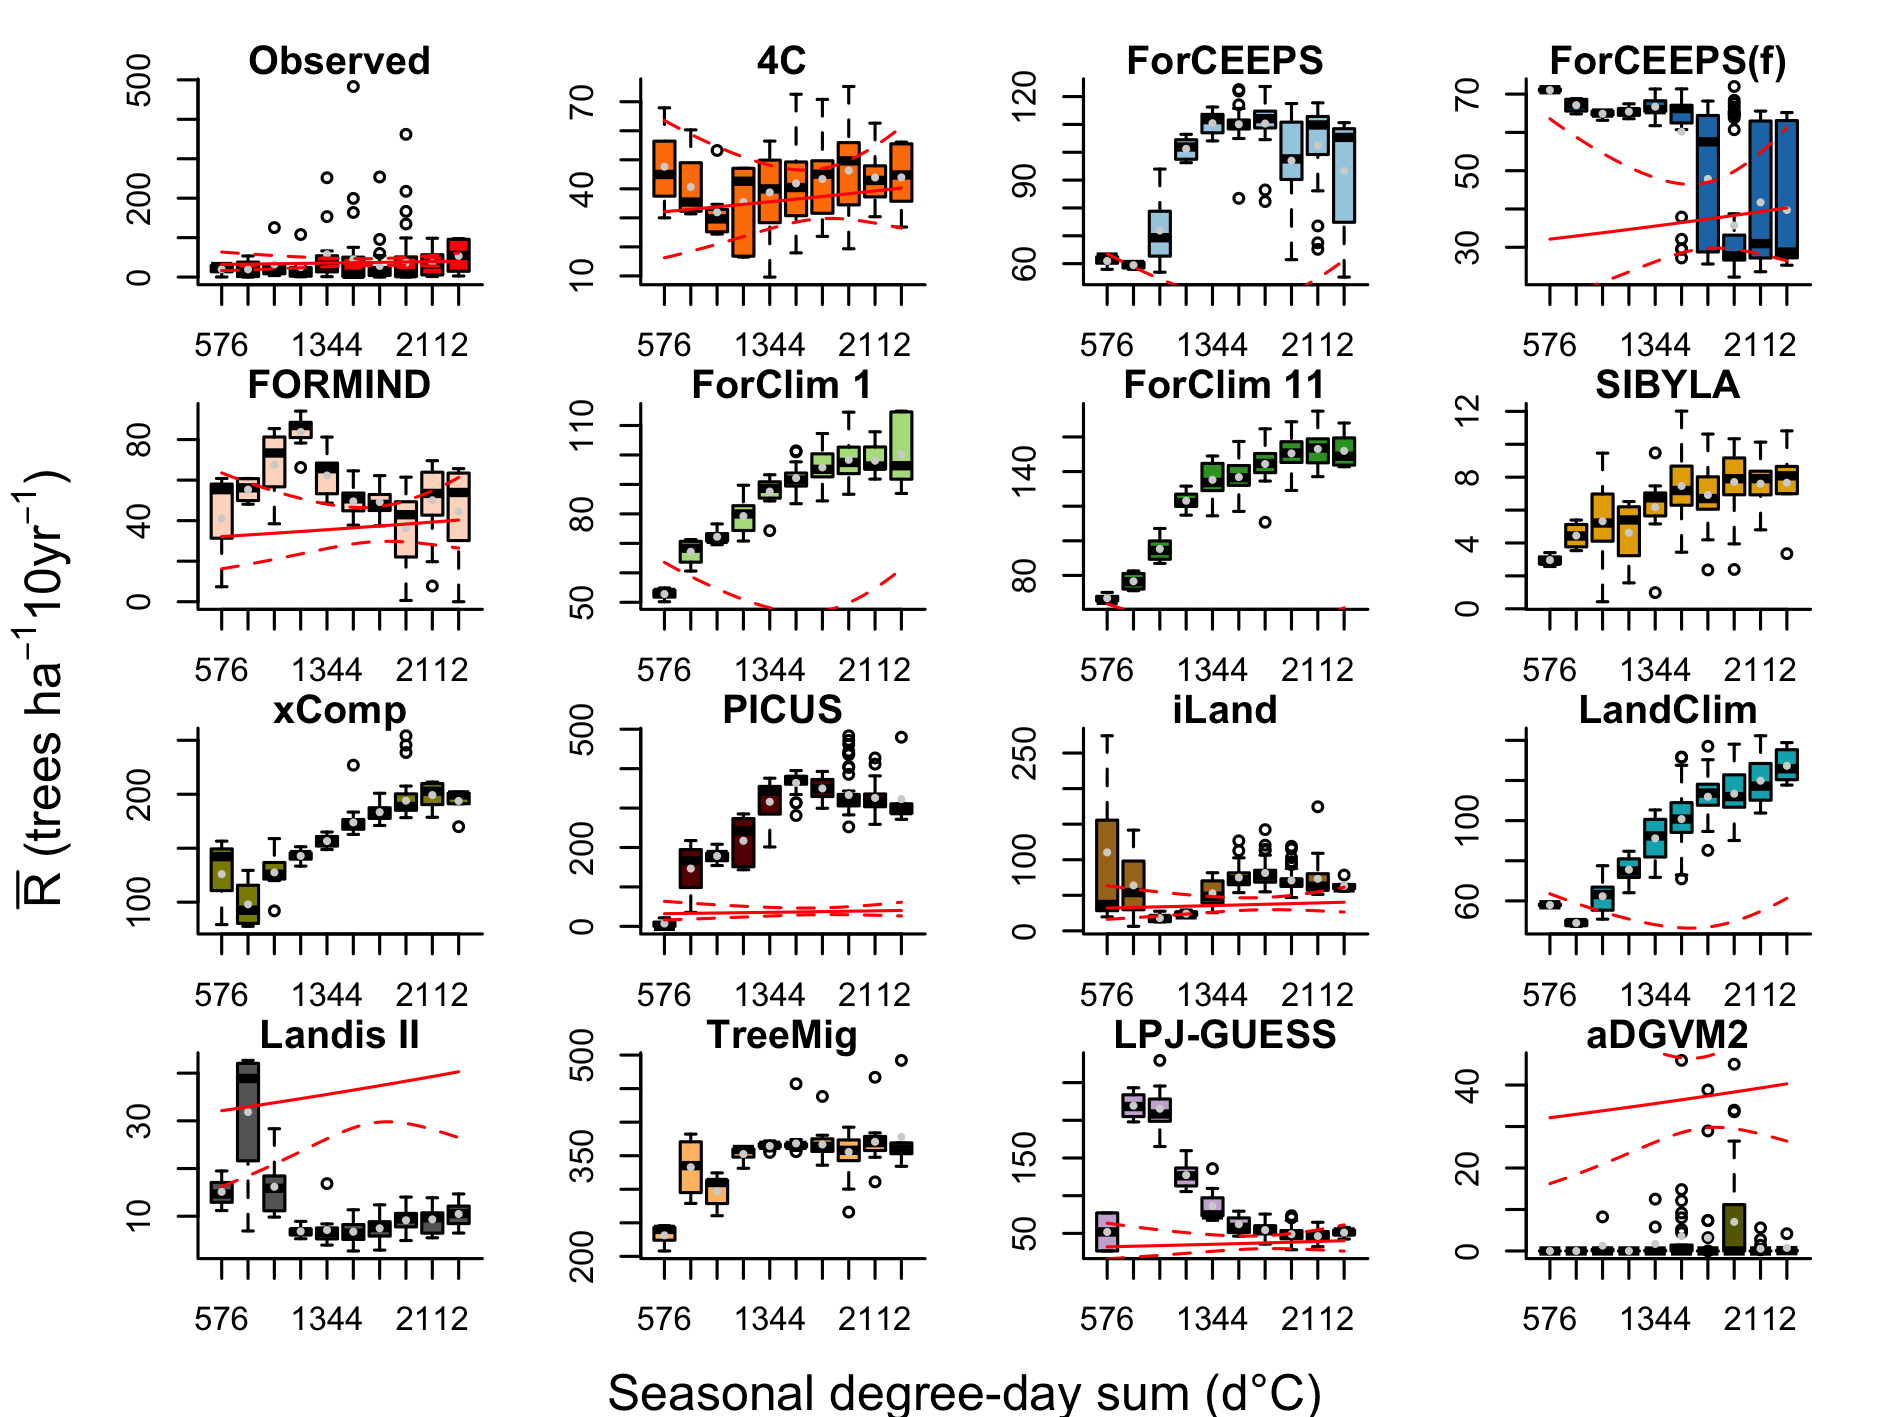 Observed 4C ForCEEPS ForCEEPS(f)
0 200 500
10 40 70
60 90 120
30 50 70
576 1344 2112 576 1344 2112 576 1344 2112 576 1344 2112
FORMIND ForClim 1 ForClim 11 SIBYLA
0 40 80
50 80 110
80 140
0 4 8 12
576 1344 2112 576 1344 2112 576 1344 2112 576 1344 2112
R̅ (trees ha⁻¹10yr⁻¹)
xComp PICUS iLand LandClim
100 200
0 200 500
0 100 250
60 100
576 1344 2112 576 1344 2112 576 1344 2112 576 1344 2112
Landis II TreeMig LPJ-GUESS aDGVM2
10 30
200 350 500
50 150
0 20 40
576 1344 2112 576 1344 2112 576 1344 2112 576 1344 2112
Seasonal degree-day sum (d°C)